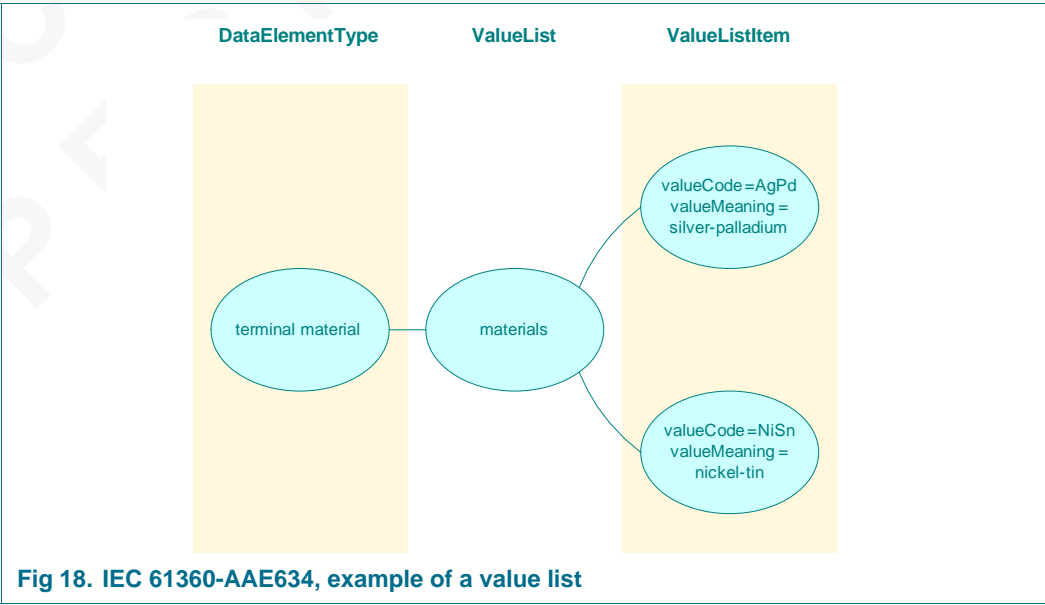 DataElementType ValueList ValueListItem
valueCode=AgPd
valueMeaning =
silver-palladium
terminal material
materials
valueCode=NiSn
valueMeaning =
nickel-tin
Fig 18. IEC 61360-AAE634, example of a value list